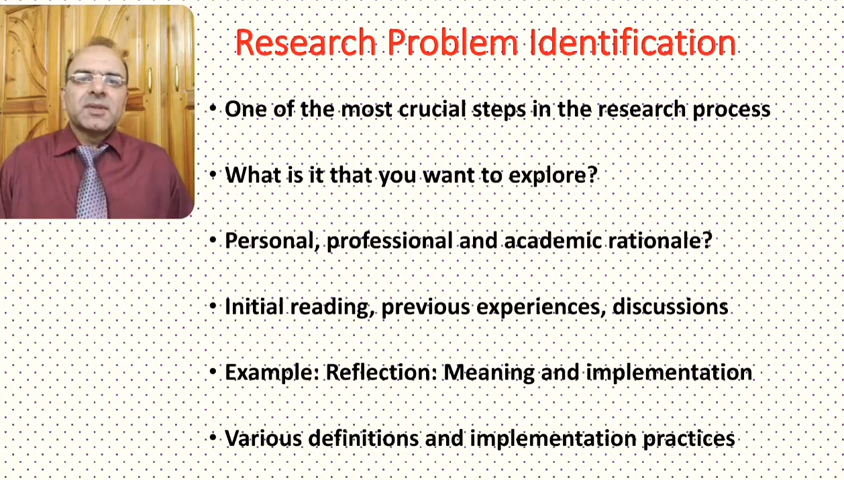 Research Problem Identification
• One of the most crucial steps in the research process
• What is it that you want to explore?
• Personal, professional and academic rationale?
• Initial reading, previous experiences, discussions
• Example: Reflection: Meaning and implementation
• Various definitions and implementation practices